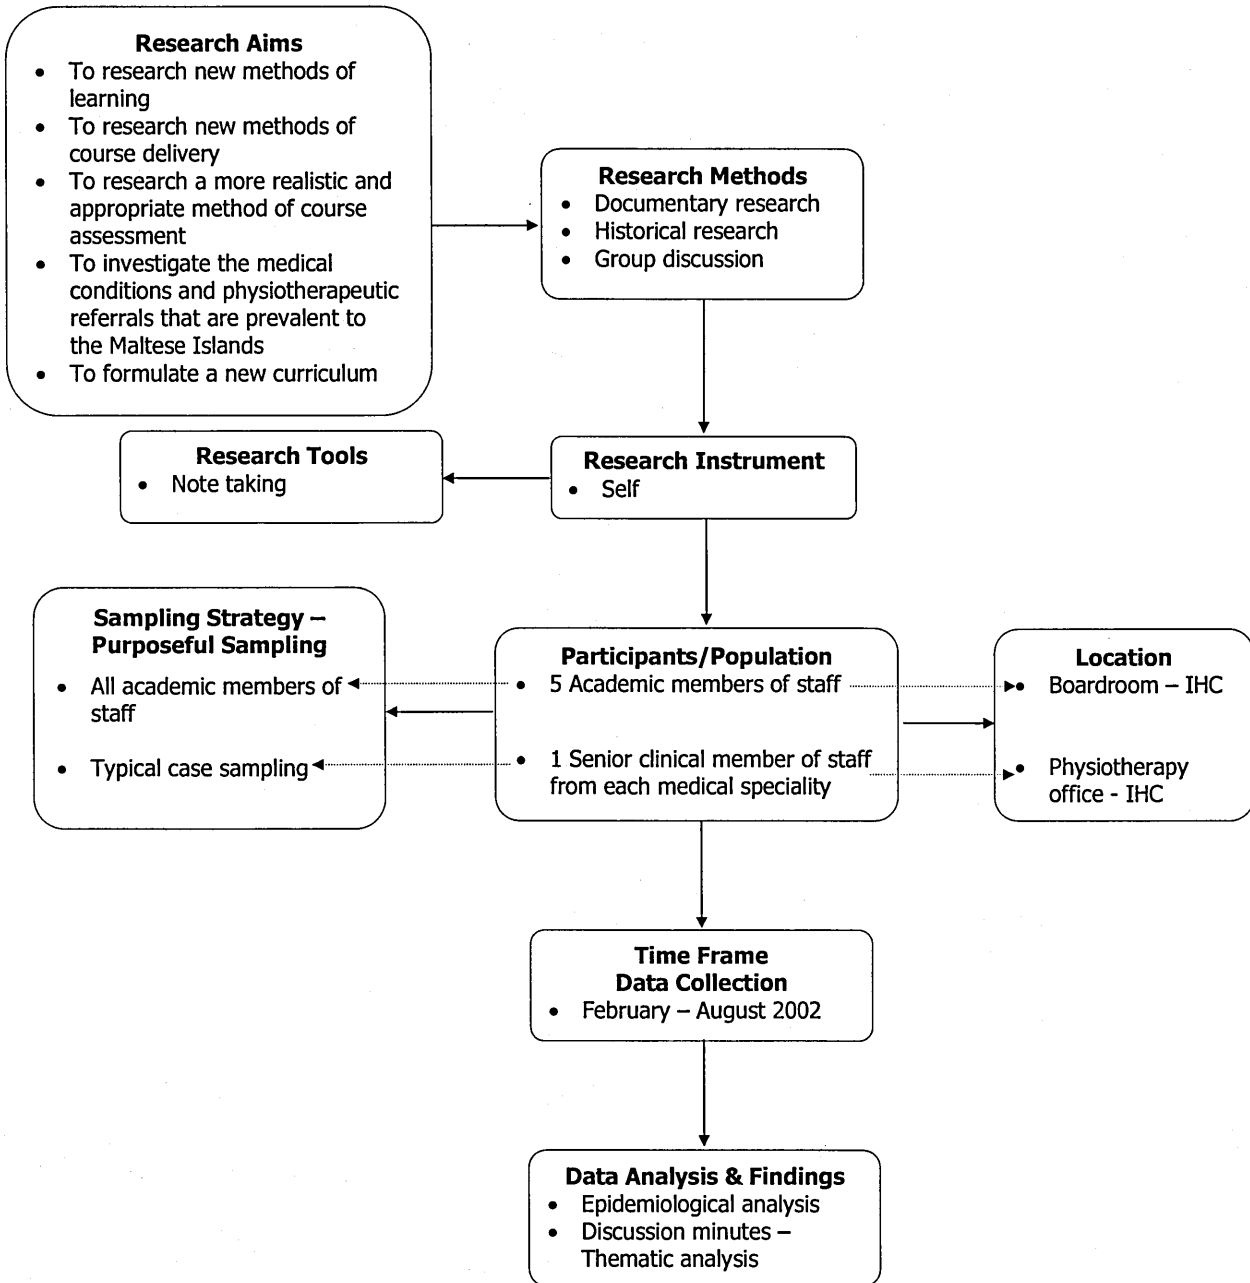 Research Aims
• To research new methods of
learning
• To research new methods of
course delivery
• To research a more realistic and
appropriate method of course
assessment
• To investigate the medical
conditions and physiotherapeutic
referrals that are prevalent to
the Maltese Islands
• To formulate a new curriculum
Research Methods
• Documentary research
• Historical research
• Group discussion
Research Tools
• Note taking
Research Instrument
• Self
Sampling Strategy –
Purposeful Sampling
• All academic members of
staff
• Typical case sampling
Participants/Population
• 5 Academic members of staff
• 1 Senior clinical member of staff
from each medical speciality
Location
• Boardroom – IHC
• Physiotherapy
office - IHC
Time Frame
Data Collection
• February – August 2002
Data Analysis & Findings
• Epidemiological analysis
• Discussion minutes –
Thematic analysis